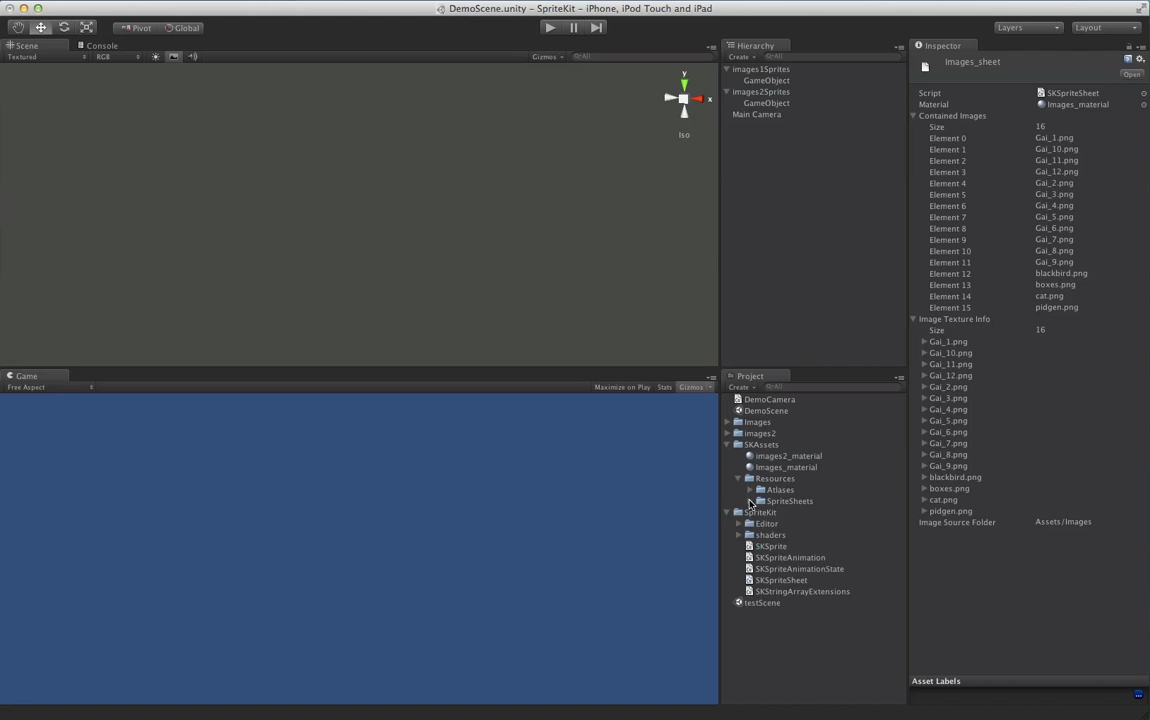 DemoScene.unity - SpriteKit - iPhone, iPod Touch and iPad
Pivot Global Layers Layout
Scene Console
Textured RGB Gizmos All
y
x
Iso
Hierarchy
Create All
images1Sprites
GameObject
images2Sprites
GameObject
Main Camera
Game
Free Aspect Maximize on Play Stats Gizmos
Project
Create All
DemoCamera
DemoScene
Images
images2
SKAssets
images2_material
Images_material
Resources
Atlases
SpriteSheets
SpriteKit
Editor
shaders
SKSprite
SKSpriteAnimation
SKSpriteAnimationState
SKSpriteSheet
SKStringArrayExtensions
testScene
Inspector
Images_sheet
Open
Script SKSpriteSheet
Material Images_material
Contained Images
Size 16
Element 0 Gai_1.png
Element 1 Gai_10.png
Element 2 Gai_11.png
Element 3 Gai_12.png
Element 4 Gai_2.png
Element 5 Gai_3.png
Element 6 Gai_4.png
Element 7 Gai_5.png
Element 8 Gai_6.png
Element 9 Gai_7.png
Element 10 Gai_8.png
Element 11 Gai_9.png
Element 12 blackbird.png
Element 13 boxes.png
Element 14 cat.png
Element 15 pidgen.png
Image Texture Info
Size 16
Gai_1.png
Gai_10.png
Gai_11.png
Gai_12.png
Gai_2.png
Gai_3.png
Gai_4.png
Gai_5.png
Gai_6.png
Gai_7.png
Gai_8.png
Gai_9.png
blackbird.png
boxes.png
cat.png
pidgen.png
Image Source Folder Assets/Images
Asset Labels